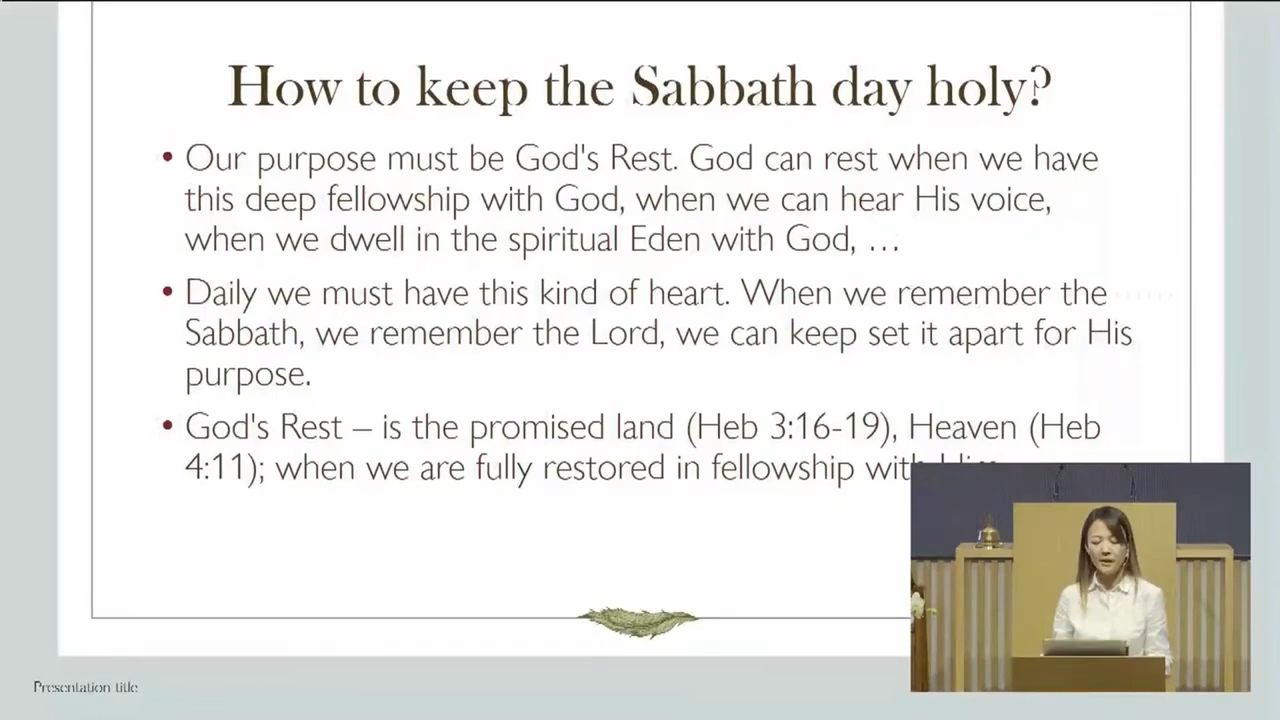 How to keep the Sabbath day holy?
• Our purpose must be God's Rest. God can rest when we have
this deep fellowship with God, when we can hear His voice,
when we dwell in the spiritual Eden with God, …
• Daily we must have this kind of heart. When we remember the
Sabbath, we remember the Lord, we can keep set it apart for His
purpose.
• God's Rest – is the promised land (Heb 3:16-19), Heaven (Heb
4:11); when we are fully restored in fellowship with
Presentation title